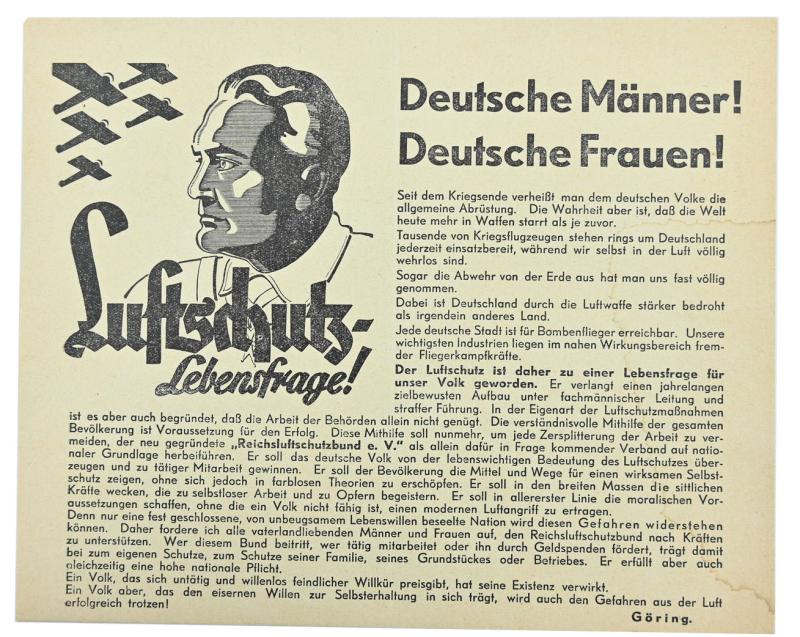 Deutsche Männer!
Deutsche Frauen!
Luftschutz-
Lebensfrage!
Seit dem Kriegsende verheißt man dem deutschen Volke die
allgemeine Abrüstung. Die Wahrheit aber ist, daß die Welt
heute mehr in Waffen starrt als je zuvor.
Tausende von Kriegsflugzeugen stehen rings um Deutschland
jederzeit einsatzbereit, während wir selbst in der Luft völlig
wehrlos sind.
Sogar die Abwehr von der Erde aus hat man uns fast völlig
genommen.
Dabei ist Deutschland durch die Luftwaffe stärker bedroht
als irgendein anderes Land.
Jede deutsche Stadt ist für Bombenflieger erreichbar. Unsere
wichtigsten Industrien liegen im nahen Wirkungsbereich frem-
der Fliegerkampfkräfte.
Der Luftschutz ist daher zu einer Lebensfrage für
unser Volk geworden. Er verlangt einen jahrelangen
zielbewussten Aufbau unter fachmännischer Leitung und
straffer Führung. In der Eigenart der Luftschutzmaßnahmen
ist es aber auch begründet, daß die Arbeit der Behörden allein nicht genügt. Die verständnisvolle Mithilfe der gesamten
Bevölkerung ist Voraussetzung für den Erfolg. Diese Mithilfe soll nunmehr, um jede Zersplitterung der Arbeit zu ver-
meiden, der neu gegründete „Reichsluftschutzbund e. V." als allein dafür in Frage kommender Verband auf natio-
naler Grundlage herbeiführen. Er soll das deutsche Volk von der lebenswichtigen Bedeutung des Luftschutzes über-
zeugen und zu tätiger Mitarbeit gewinnen. Er soll der Bevölkerung die Mittel und Wege für einen wirksamen Selbst-
schutz zeigen, ohne sich jedoch in farblosen Theorien zu erschöpfen. Er soll in den breiten Massen die sittlichen
Kräfte wecken, die zu selbstloser Arbeit und zu Opfern begeistern. Er soll in allererster Linie die moralischen Vor-
aussetzungen schaffen, ohne die ein Volk nicht fähig ist, einen modernen Luftangriff zu ertragen.
Denn nur eine fest geschlossene, von unbeugsamem Lebenswillen beseelte Nation wird diesen Gefahren widerstehen
können. Daher fordere ich alle vaterlandliebenden Männer und Frauen auf, den Reichsluftschutzbund nach Kräften
zu unterstützen. Wer diesem Bund beitritt, wer tätig mitarbeitet oder ihn durch Geldspenden fördert, trägt damit
bei zum eigenen Schutze, zum Schutze seiner Familie, seines Grundstückes oder Betriebes. Er erfüllt aber auch
gleichzeitig eine hohe nationale Pflicht.
Ein Volk, das sich untätig und willenlos feindlicher Willkür preisgibt, hat seine Existenz verwirkt.
Ein Volk aber, das den eisernen Willen zur Selbsterhaltung in sich trägt, wird auch den Gefahren aus der Luft
erfolgreich trotzen!
Göring.